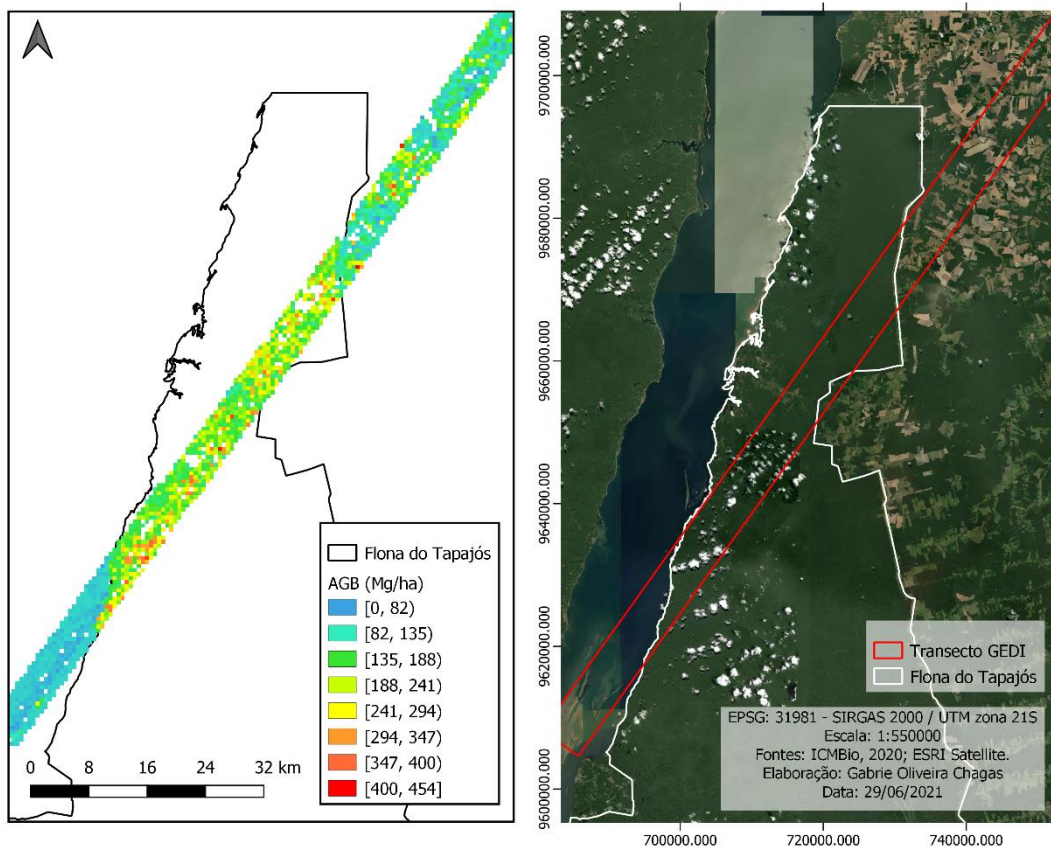 Flona do Tapajós
AGB (Mg/ha)
[0, 82)
[82, 135)
[135, 188)
[188, 241)
[241, 294)
[294, 347)
[347, 400)
[400, 454]
0 8 16 24 32 km
9700000.000
9680000.000
9660000.000
9640000.000
9620000.000
9600000.000
Transecto GEDI
Flona do Tapajós
EPSG: 31981 - SIRGAS 2000 / UTM zona 21S
Escala: 1:550000
Fontes: ICMBio, 2020; ESRI Satellite.
Elaboração: Gabrie Oliveira Chagas
Data: 29/06/2021
700000.000 720000.000 740000.000